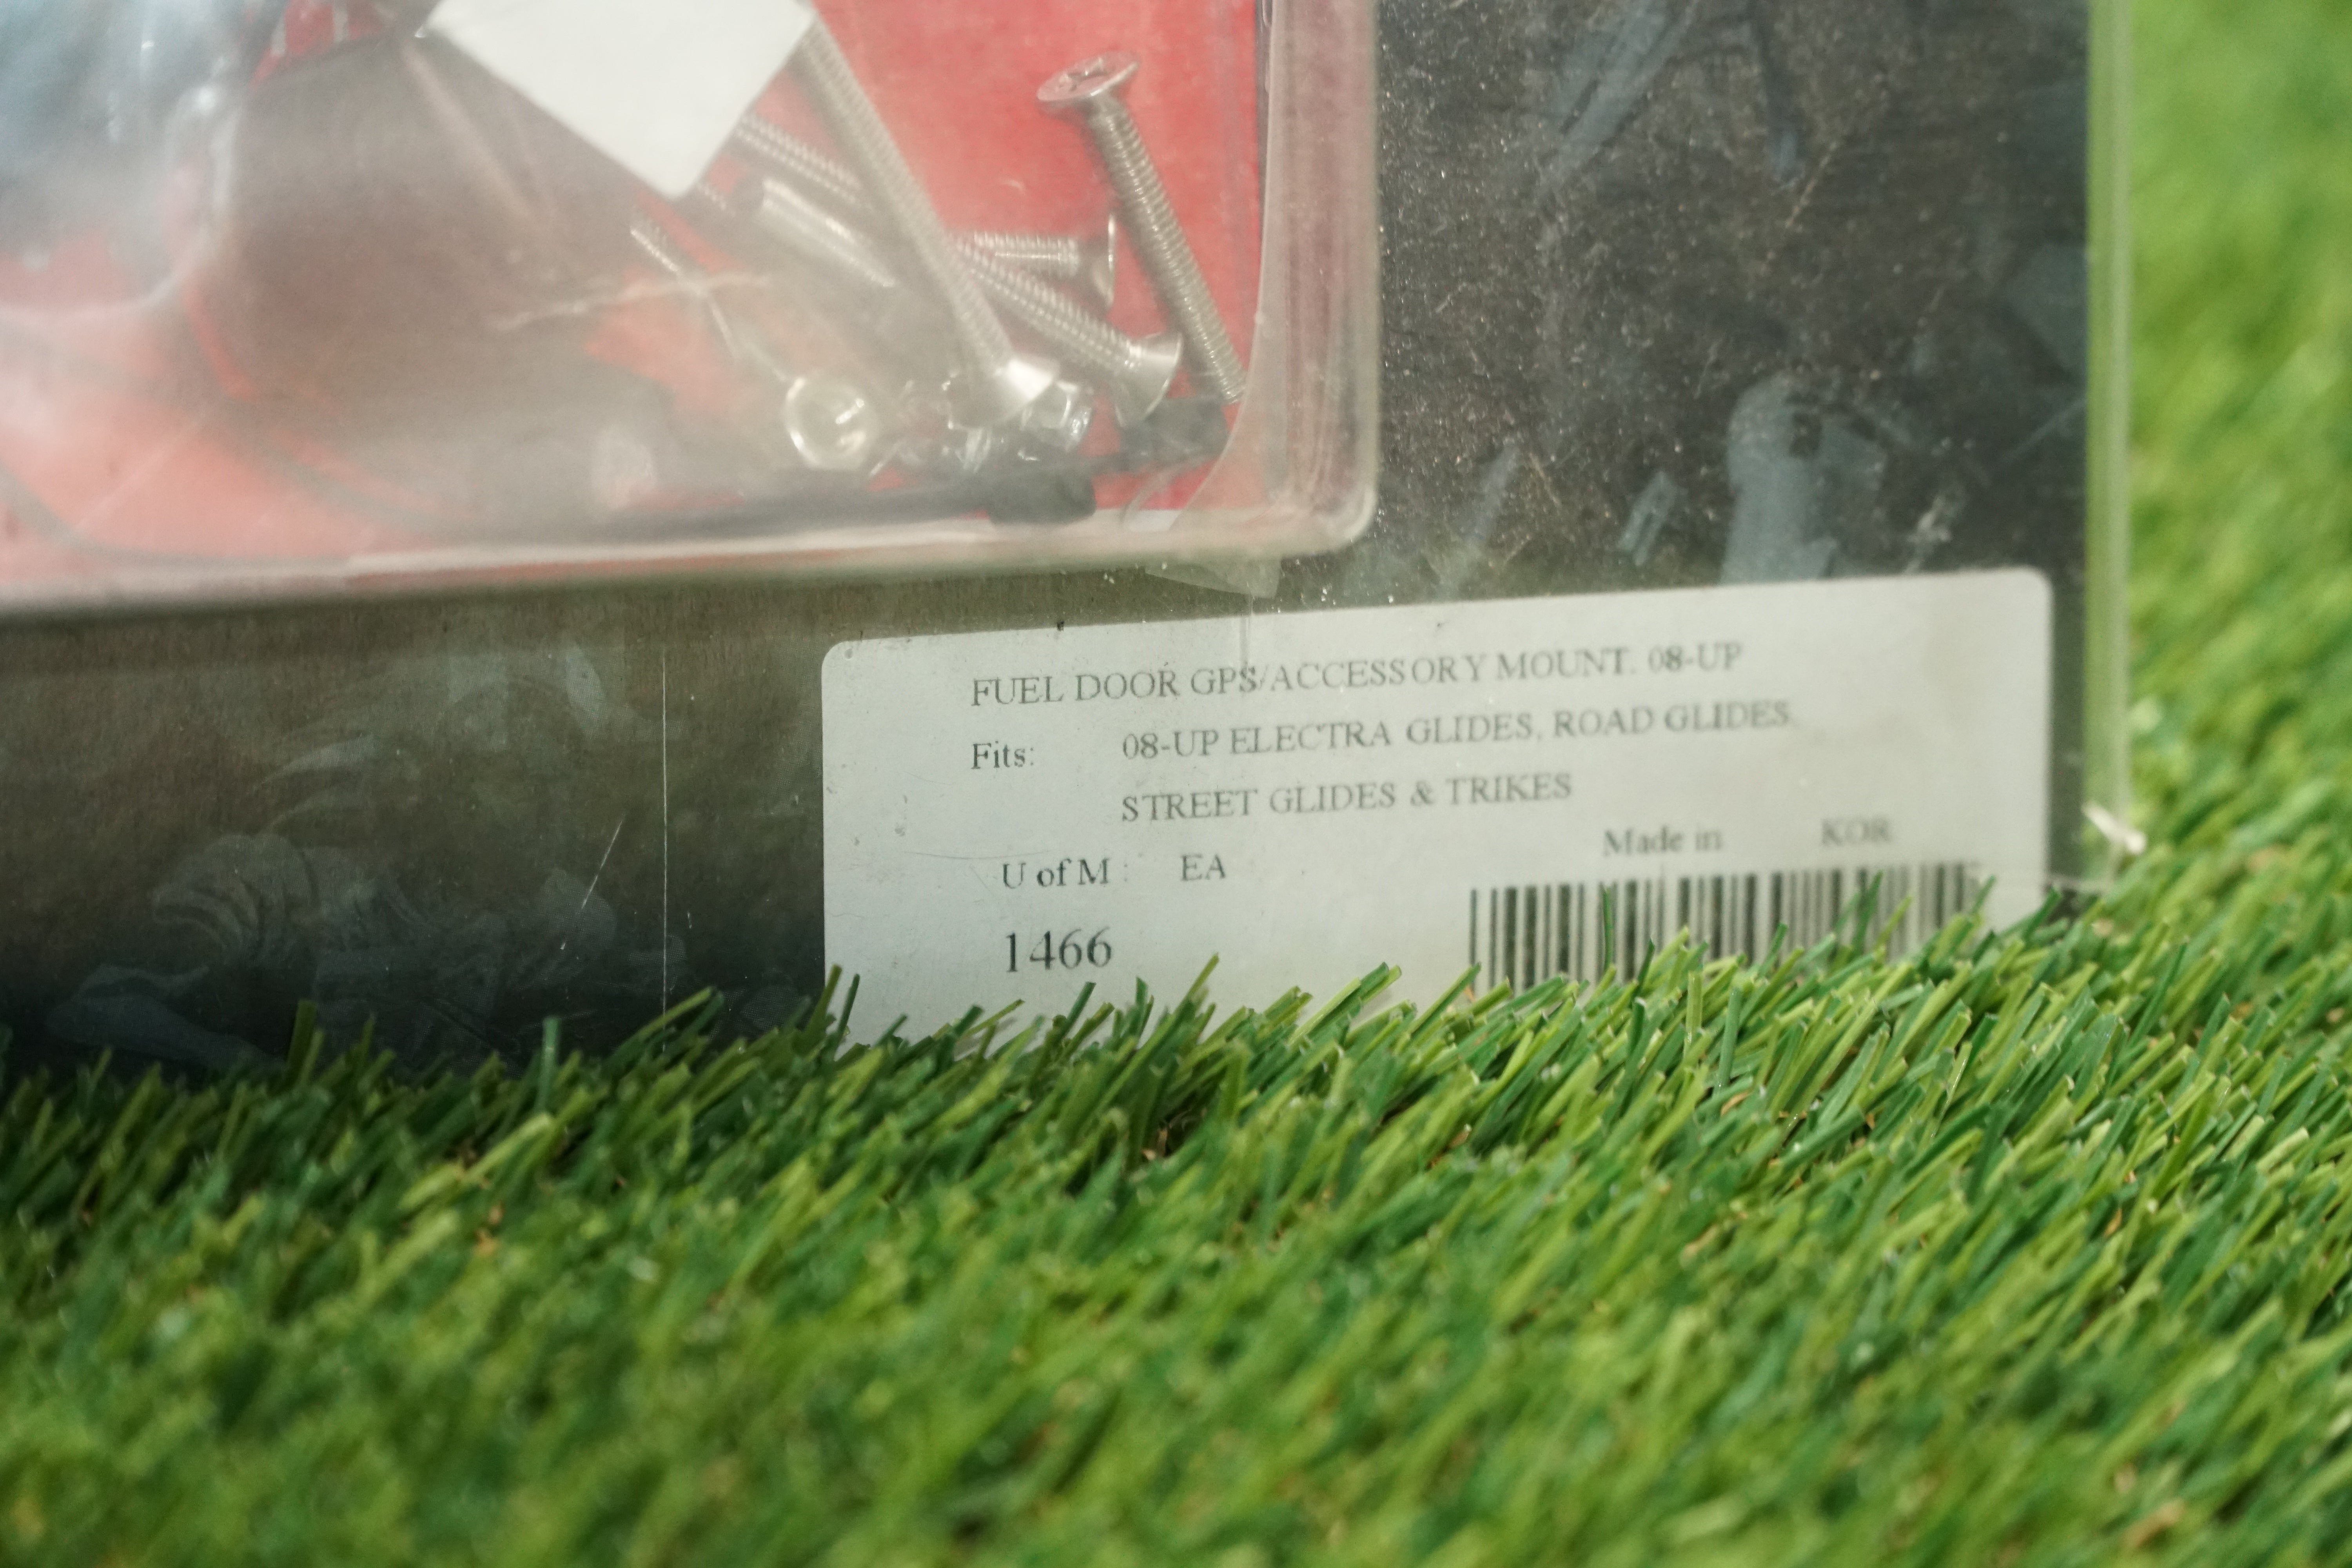 FUEL DOOR GPS/ACCESSORY MOUNT. 08-UP
Fits: 08-UP ELECTRA GLIDES, ROAD GLIDES,
STREET GLIDES & TRIKES
Made in KOR
U of M : EA
1466